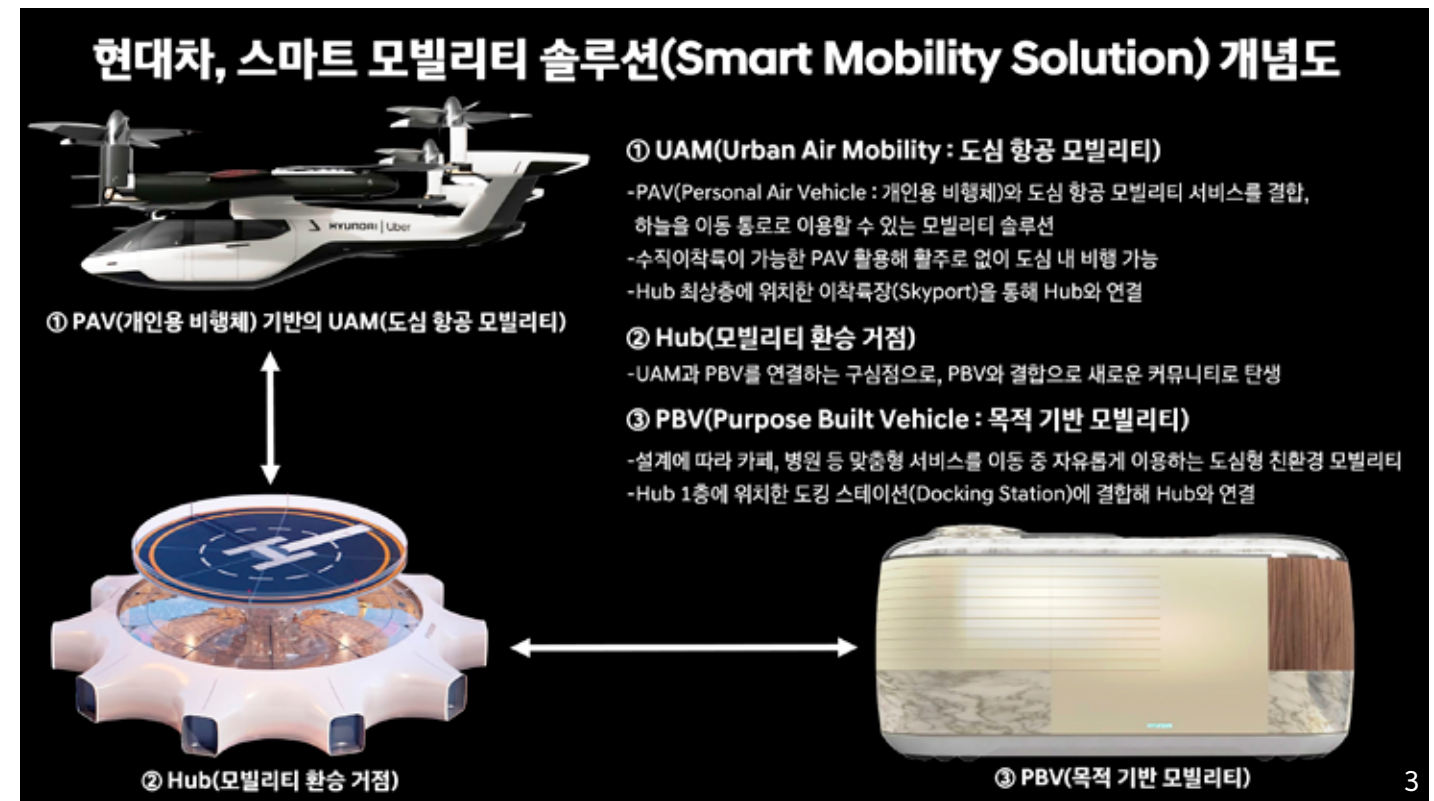 현대차, 스마트 모빌리티 솔루션(Smart Mobility Solution) 개념도
HYUNDAI | Uber
① PAV(개인용 비행체) 기반의 UAM(도심 항공 모빌리티)
① UAM(Urban Air Mobility : 도심 항공 모빌리티)
-PAV(Personal Air Vehicle : 개인용 비행체)와 도심 항공 모빌리티 서비스를 결합,
하늘을 이동 통로로 이용할 수 있는 모빌리티 솔루션
-수직이착륙이 가능한 PAV 활용해 활주로 없이 도심 내 비행 가능
-Hub 최상층에 위치한 이착륙장(Skyport)을 통해 Hub와 연결
② Hub(모빌리티 환승 거점)
-UAM과 PBV를 연결하는 구심점으로, PBV와 결합으로 새로운 커뮤니티로 탄생
③ PBV(Purpose Built Vehicle : 목적 기반 모빌리티)
-설계에 따라 카페, 병원 등 맞춤형 서비스를 이동 중 자유롭게 이용하는 도심형 친환경 모빌리티
-Hub 1층에 위치한 도킹 스테이션(Docking Station)에 결합해 Hub와 연결
H
② Hub(모빌리티 환승 거점)
③ PBV(목적 기반 모빌리티)
3